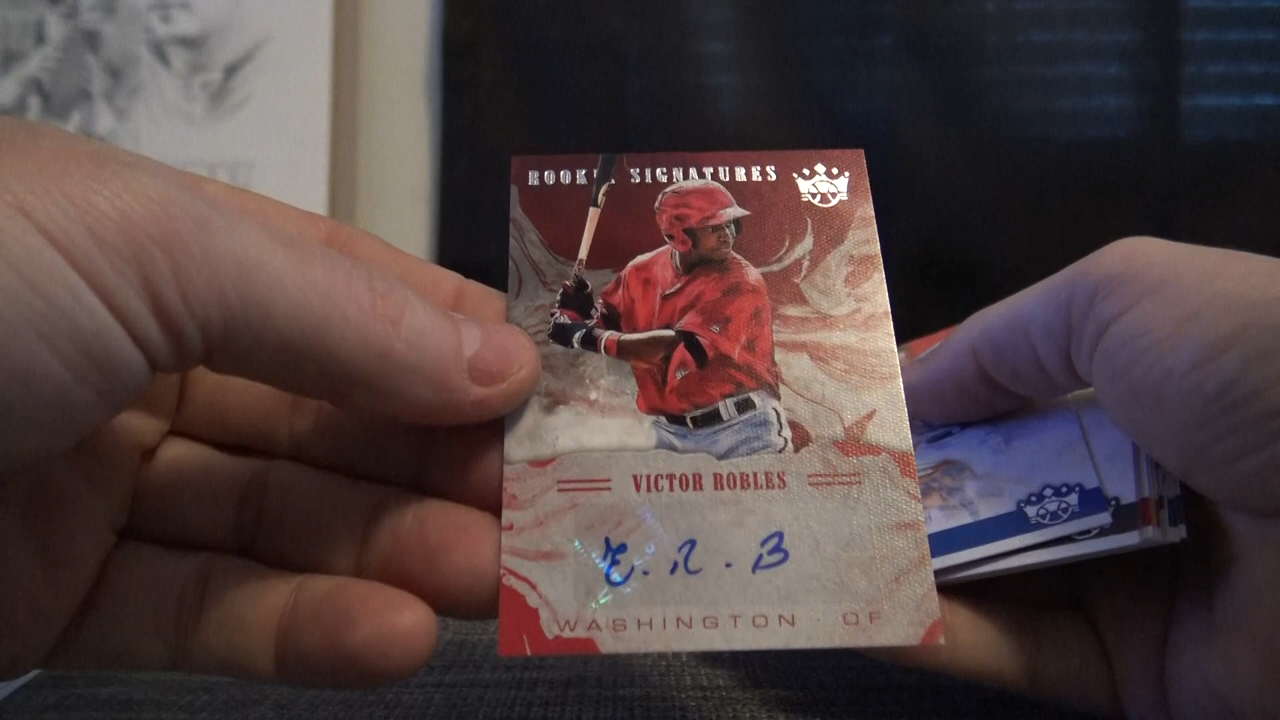 ROOKIE SIGNATURES
VICTOR ROBLES
E. R. B
WASHINGTON · OF